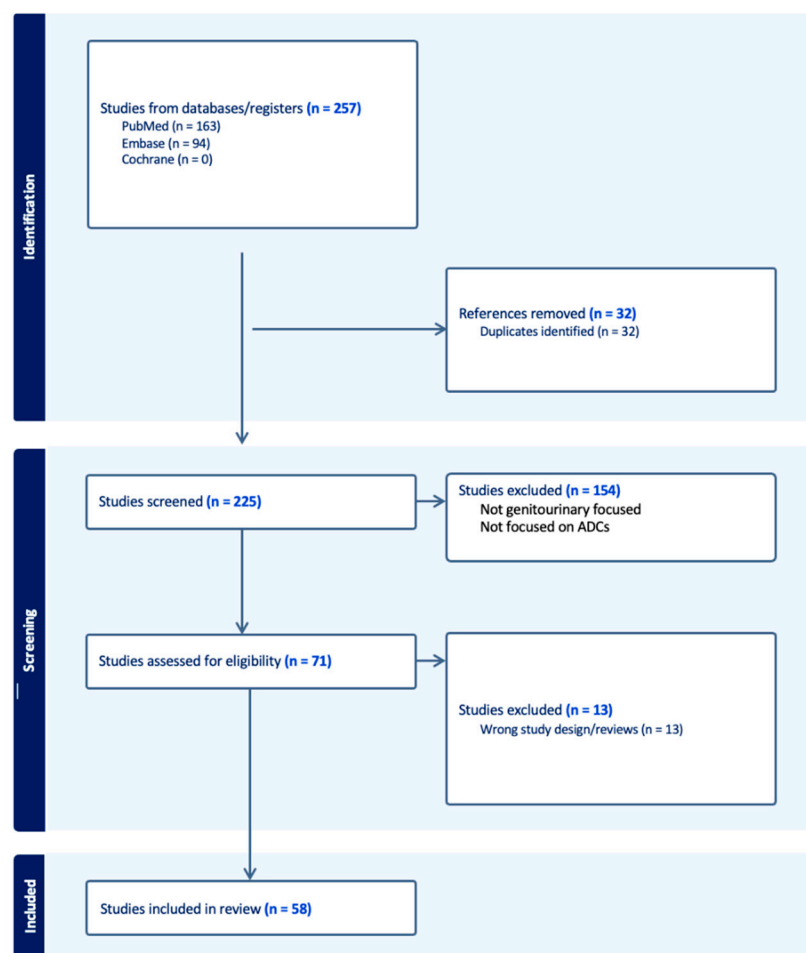 Identification
Studies from databases/registers (n = 257)
PubMed (n = 163)
Embase (n = 94)
Cochrane (n = 0)
References removed (n = 32)
Duplicates identified (n = 32)
Screening
Studies screened (n = 225)
Studies excluded (n = 154)
Not genitourinary focused
Not focused on ADCs
Studies assessed for eligibility (n = 71)
Studies excluded (n = 13)
Wrong study design/reviews (n = 13)
Included
Studies included in review (n = 58)